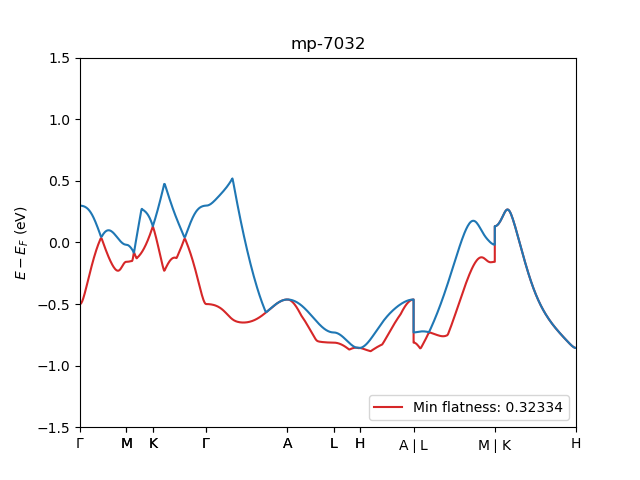 mp-7032
E − E_F (eV)
1.5
1.0
0.5
0.0
−0.5
−1.0
−1.5
Min flatness: 0.32334
Γ M K Γ A L H A | L M | K H